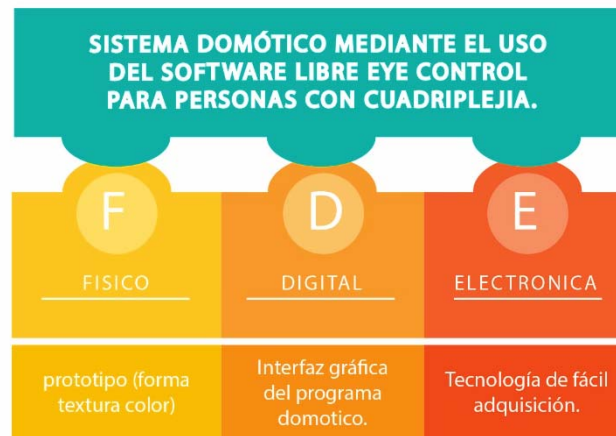 SISTEMA DOMÓTICO MEDIANTE EL USO
DEL SOFTWARE LIBRE EYE CONTROL
PARA PERSONAS CON CUADRIPLEJIA.
F
D
E
FISICO
DIGITAL
ELECTRONICA
prototipo (forma
textura color)
Interfaz gráfica
del programa
domotico.
Tecnología de fácil
adquisición.